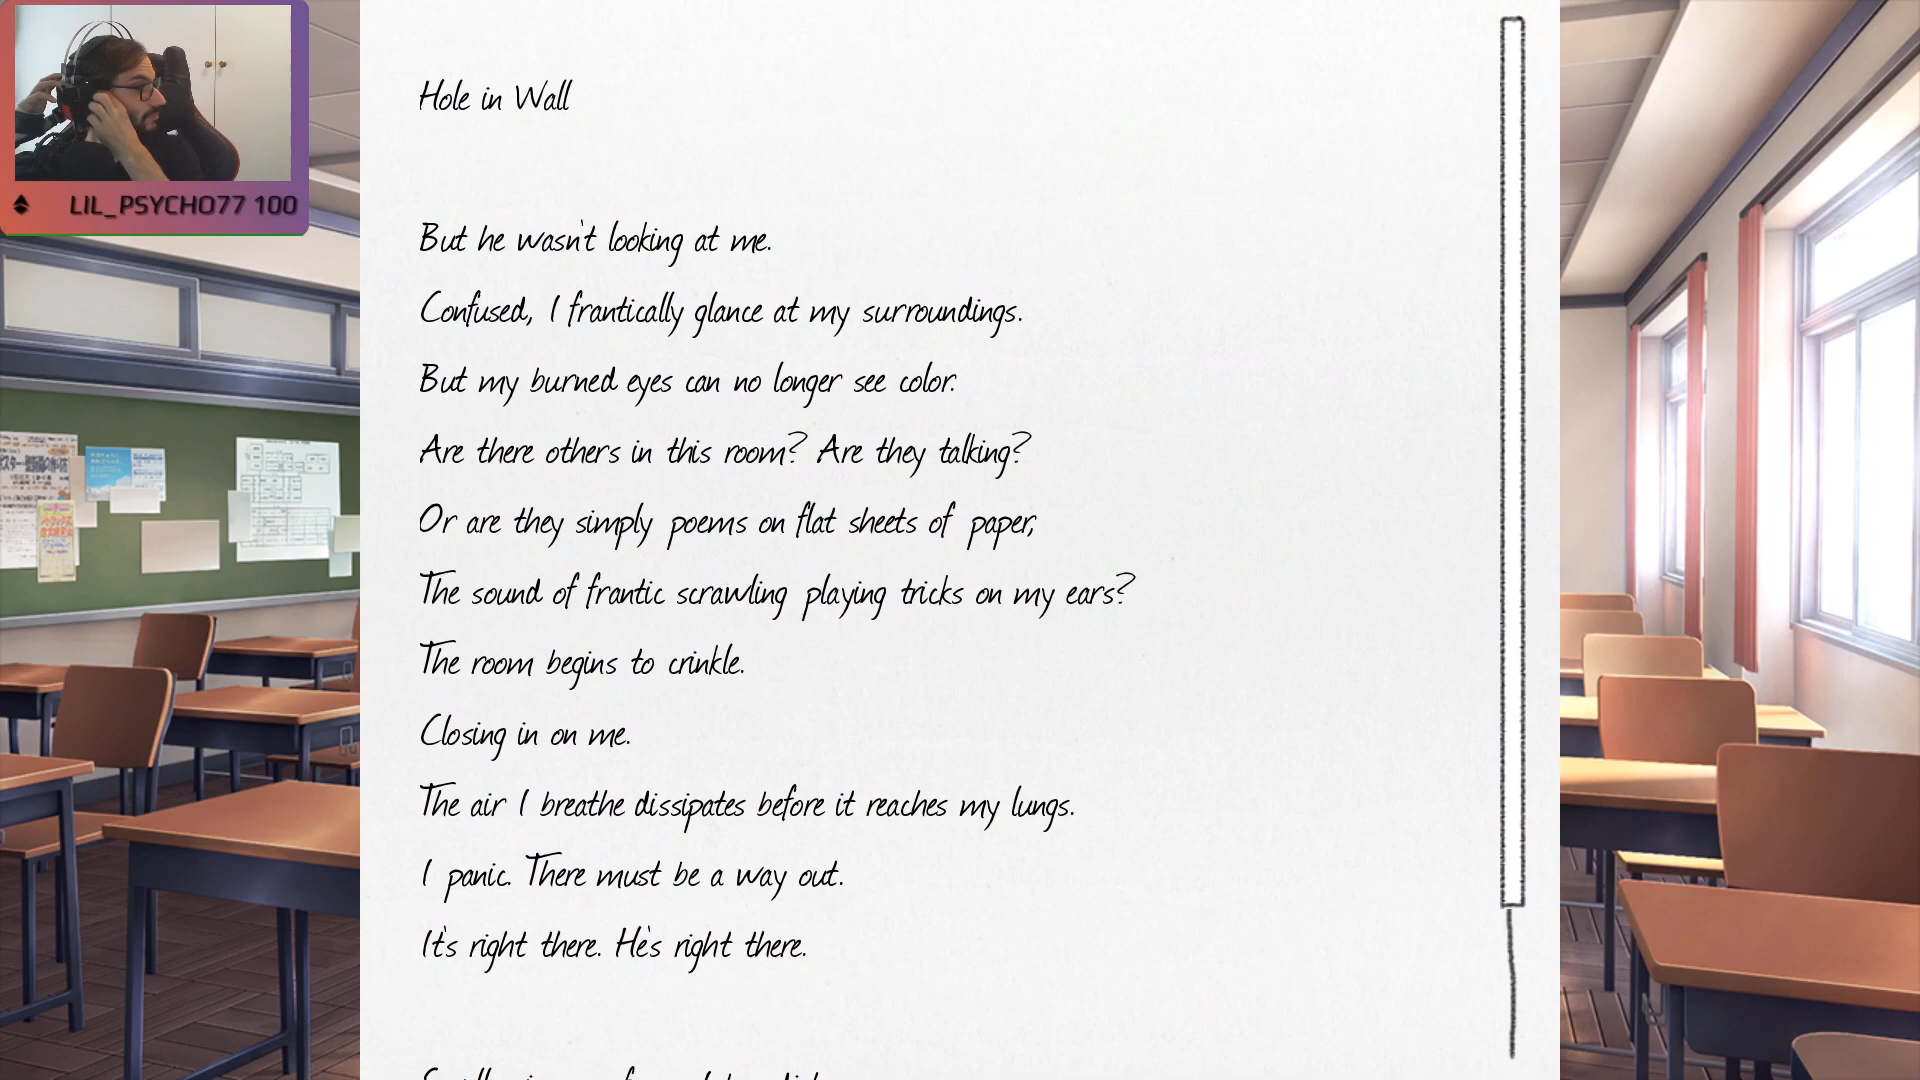 LIL_PSYCHO77 100
Hole in Wall
But he wasn't looking at me.
Confused, I frantically glance at my surroundings.
But my burned eyes can no longer see color.
Are there others in this room? Are they talking?
Or are they simply poems on flat sheets of paper,
The sound of frantic scrawling playing tricks on my ears?
The room begins to crinkle.
Closing in on me.
The air I breathe dissipates before it reaches my lungs.
I panic. There must be a way out.
It's right there. He's right there.